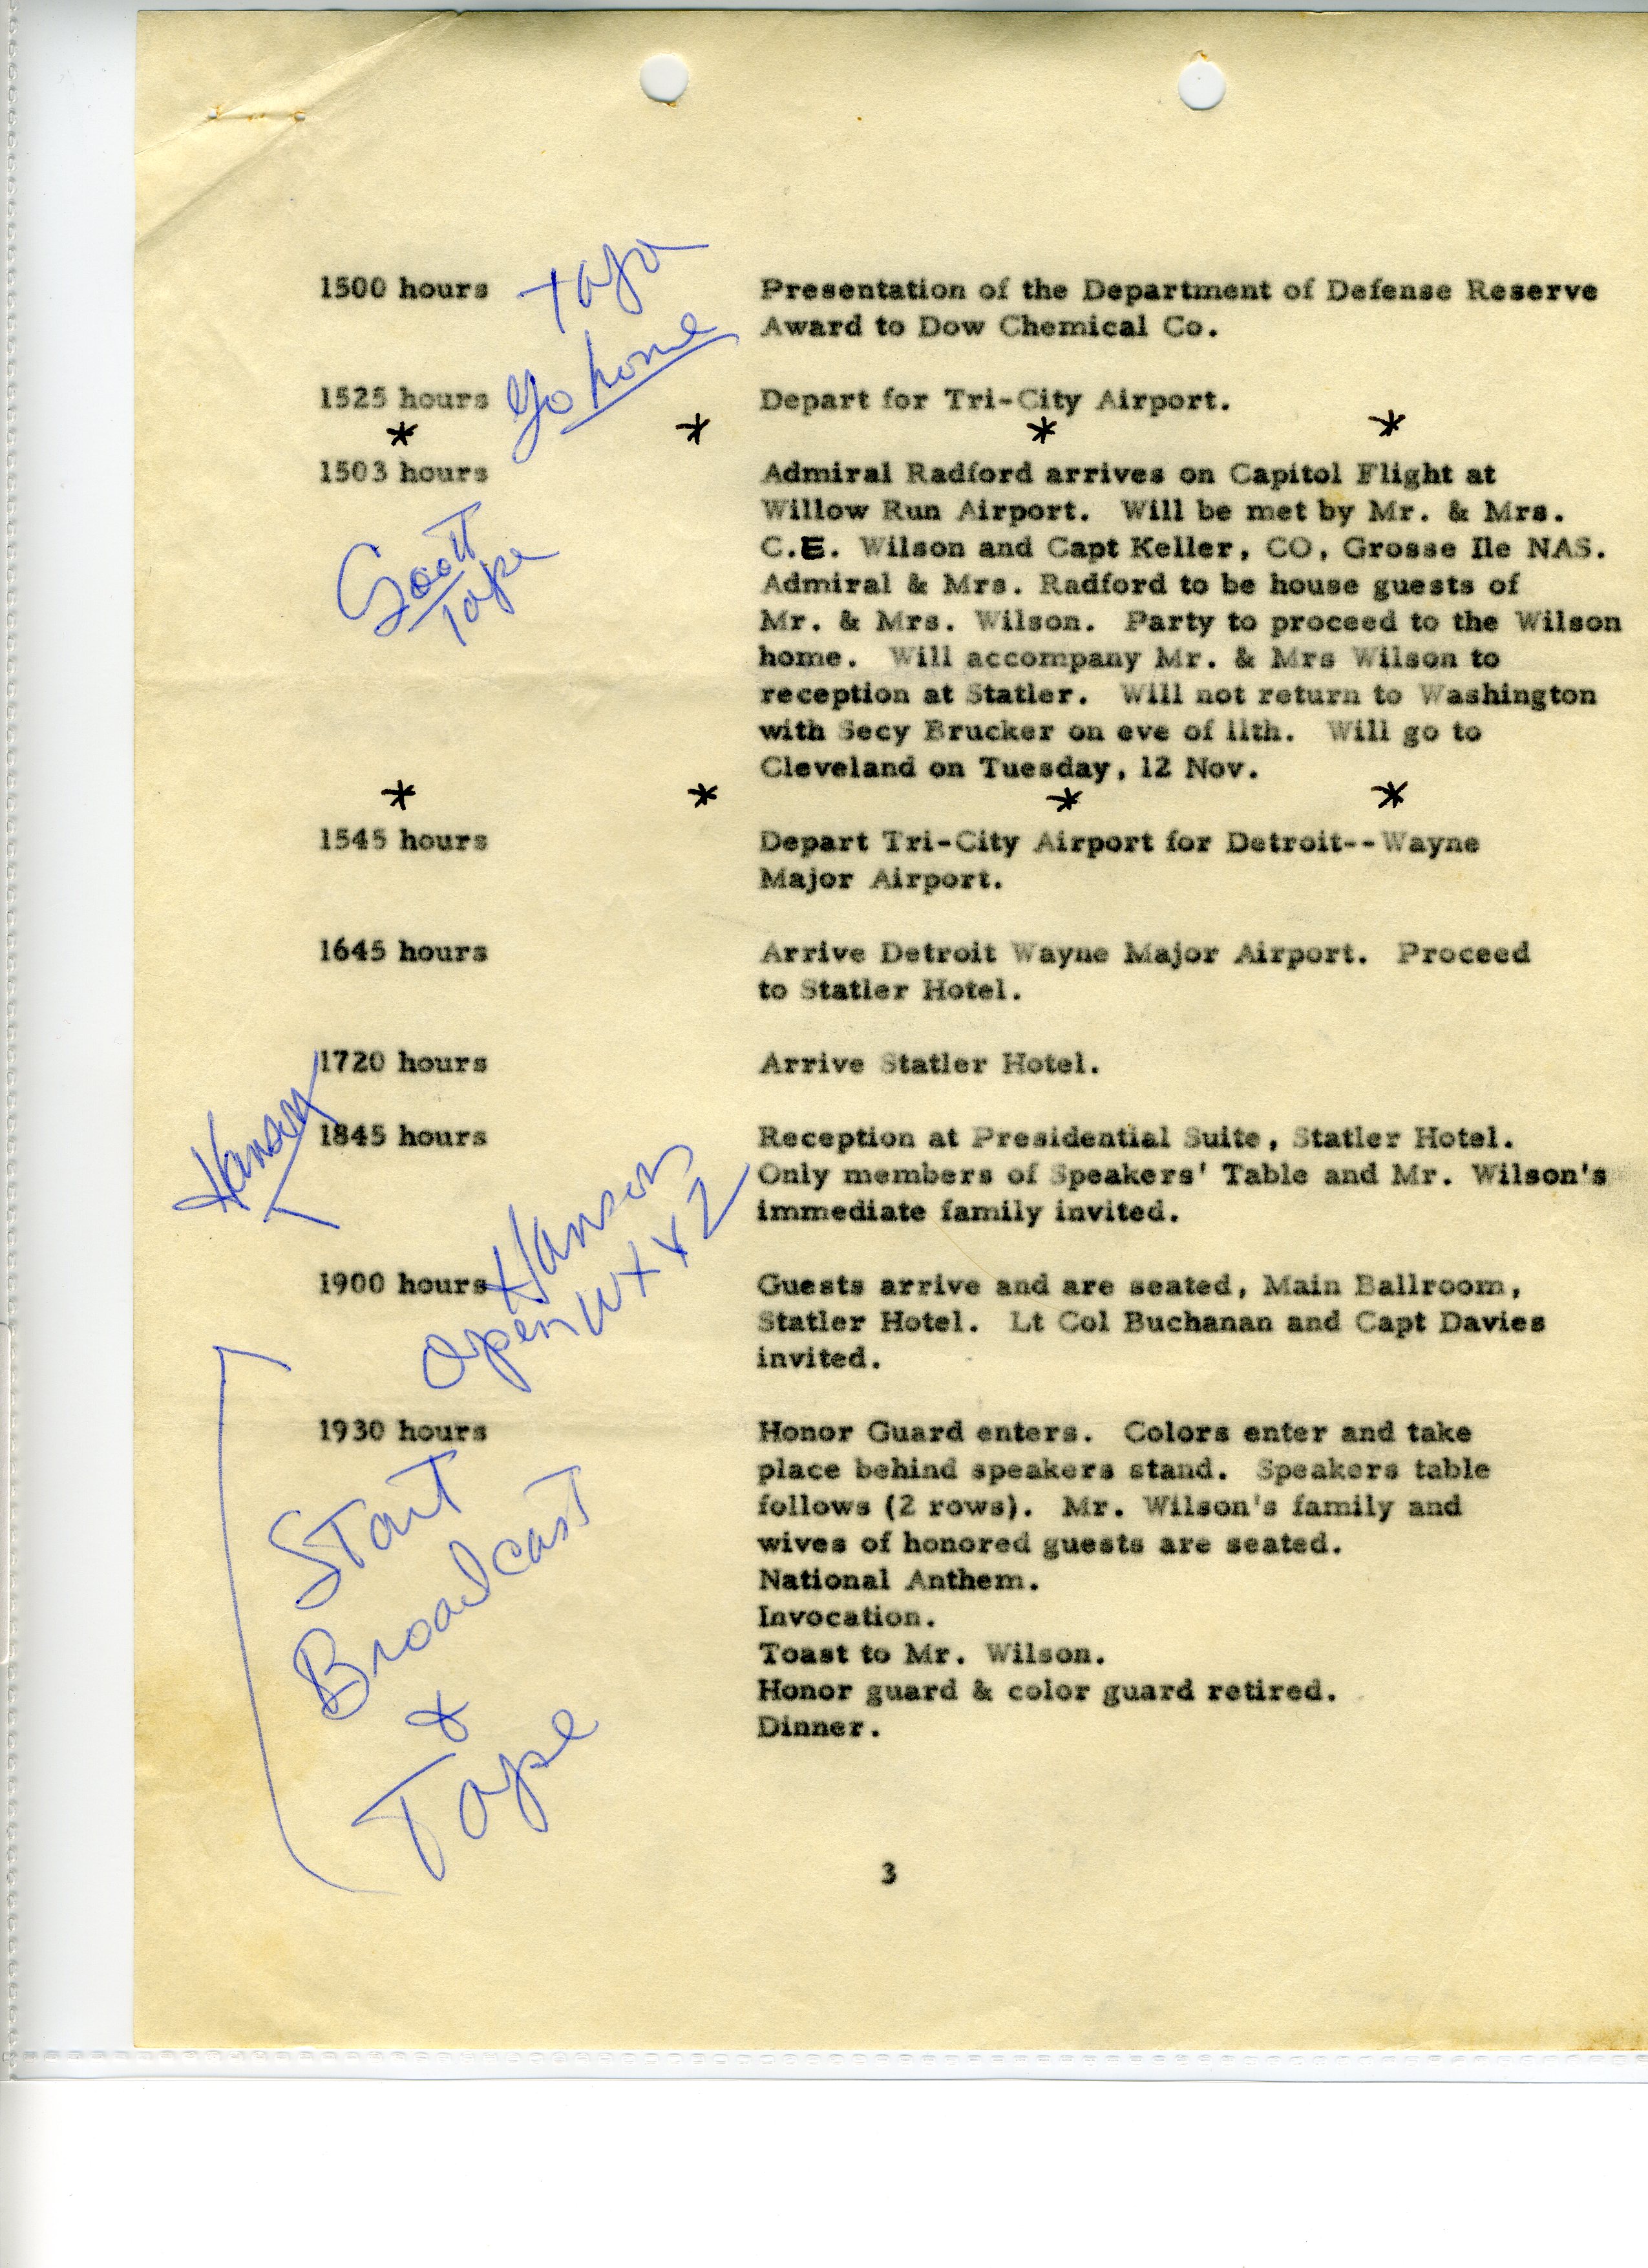 1500 hours Tape Presentation of the Department of Defense Reserve
Award to Dow Chemical Co.
go home
1525 hours Depart for Tri-City Airport.
* * * *
1503 hours Admiral Radford arrives on Capitol Flight at
Willow Run Airport. Will be met by Mr. & Mrs.
C.E. Wilson and Capt Keller, CO, Grosse Ile NAS.
Scott Admiral & Mrs. Radford to be house guests of
Tape Mr. & Mrs. Wilson. Party to proceed to the Wilson
home. Will accompany Mr. & Mrs Wilson to
reception at Statler. Will not return to Washington
with Secy Brucker on eve of 11th. Will go to
Cleveland on Tuesday, 12 Nov.
* * * *
1545 hours Depart Tri-City Airport for Detroit--Wayne
Major Airport.
1645 hours Arrive Detroit Wayne Major Airport. Proceed
to Statler Hotel.
1720 hours Arrive Statler Hotel.
Hanson
1845 hours Reception at Presidential Suite, Statler Hotel.
Only members of Speakers' Table and Mr. Wilson's
immediate family invited.
Hanson
1900 hours Guests arrive and are seated, Main Ballroom,
open WXYZ Statler Hotel. Lt Col Buchanan and Capt Davies
invited.
1930 hours Honor Guard enters. Colors enter and take
place behind speakers stand. Speakers table
follows (2 rows). Mr. Wilson's family and
Start wives of honored guests are seated.
National Anthem.
Broadcast Invocation.
Toast to Mr. Wilson.
& Honor guard & color guard retired.
Dinner.
Tape
3